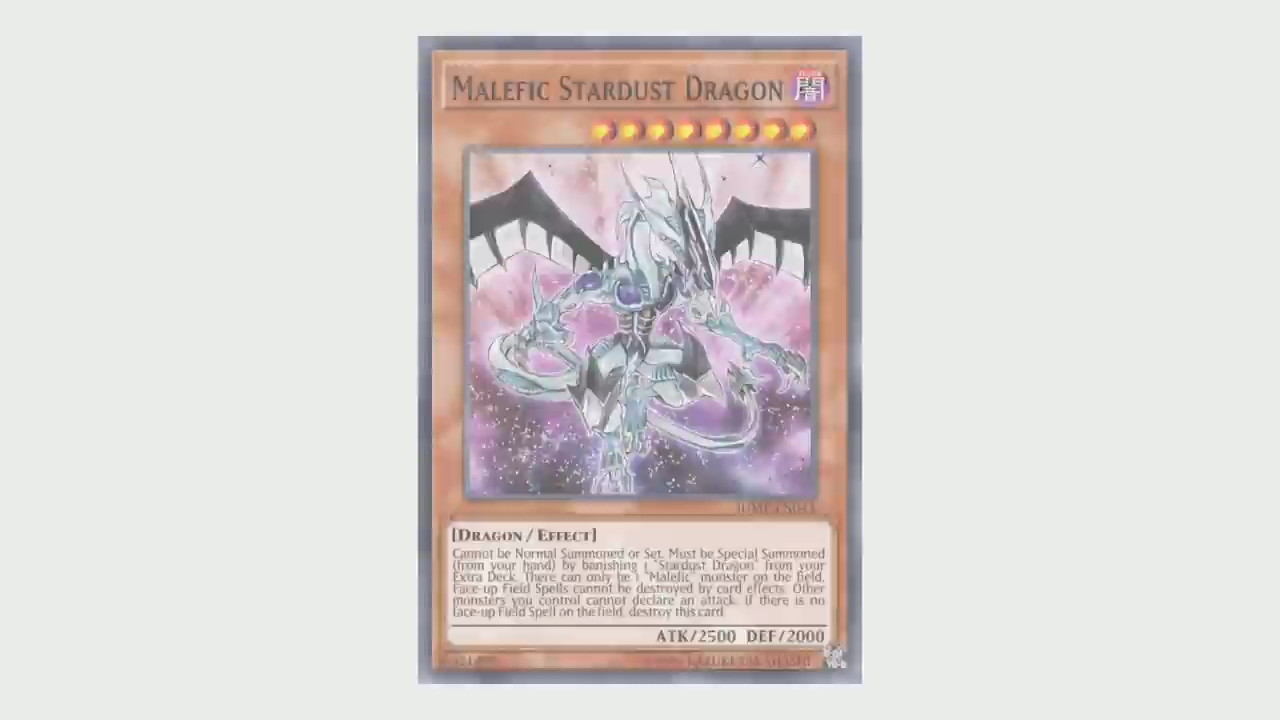 MALEFIC STARDUST DRAGON
闇
[DRAGON / EFFECT]
Cannot be Normal Summoned or Set. Must be Special Summoned
(from your hand) by banishing 1 "Stardust Dragon" from your
Extra Deck. There can only be 1 "Malefic" monster on the field.
Face-up Field Spells cannot be destroyed by card effects. Other
monsters you control cannot declare an attack. If there is no
face-up Field Spell on the field, destroy this card.
ATK/2500 DEF/2000